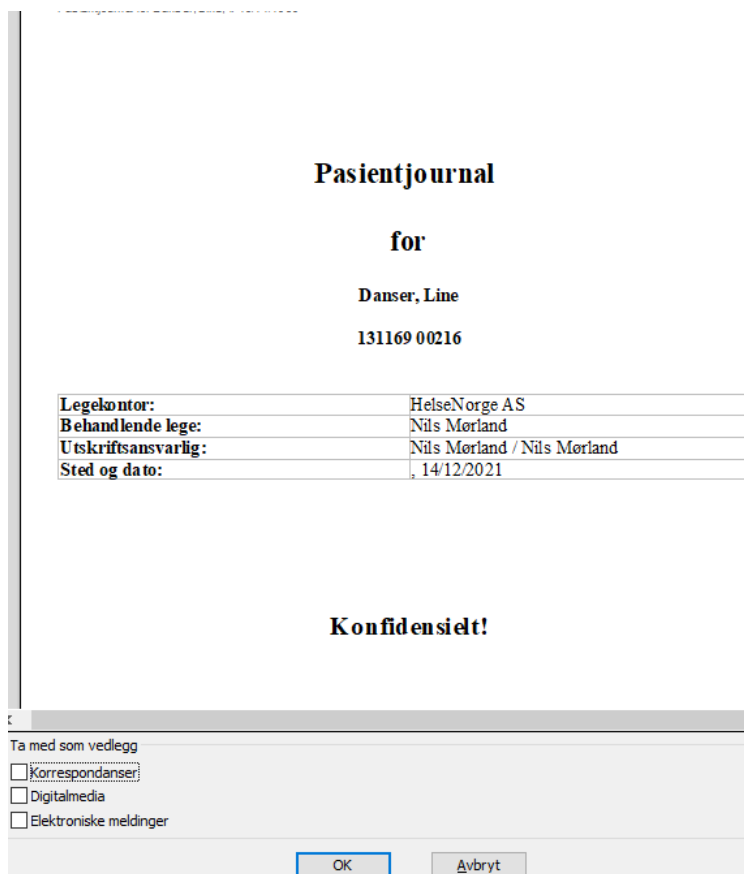 Pasientjournal
for
Danser, Line
131169 00216
Legekontor: HelseNorge AS
Behandlende lege: Nils Mørland
Utskriftsansvarlig: Nils Mørland / Nils Mørland
Sted og dato: , 14/12/2021
Konfidensielt!
Ta med som vedlegg
Korrespondanser
Digitalmedia
Elektroniske meldinger
OK Avbryt